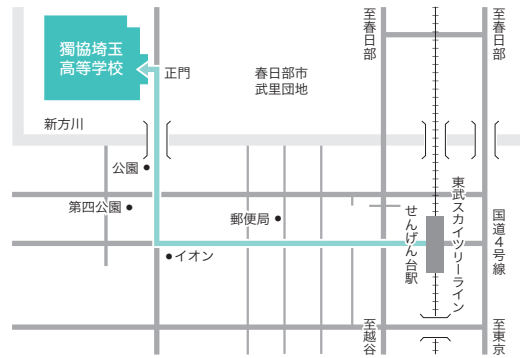 獨協埼玉
高等学校
正門
春日部市
武里団地
至春日部
至春日部
新方川
公園
第四公園
郵便局
イオン
せんげん台駅
東武スカイツリーライン
国道4号線
至越谷
至東京